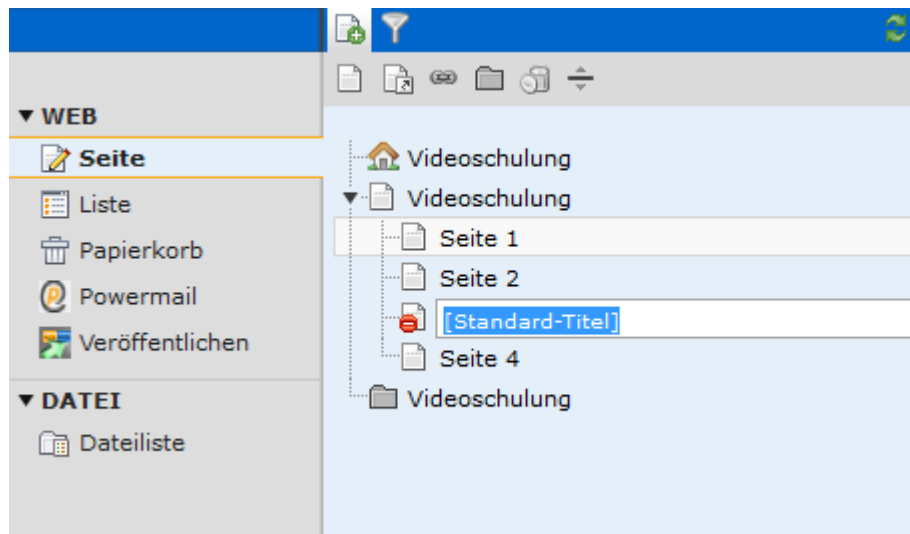 WEB
Seite
Liste
Papierkorb
Powermail
Veröffentlichen
DATEI
Dateiliste
Videoschulung
Videoschulung
Seite 1
Seite 2
[Standard-Titel]
Seite 4
Videoschulung